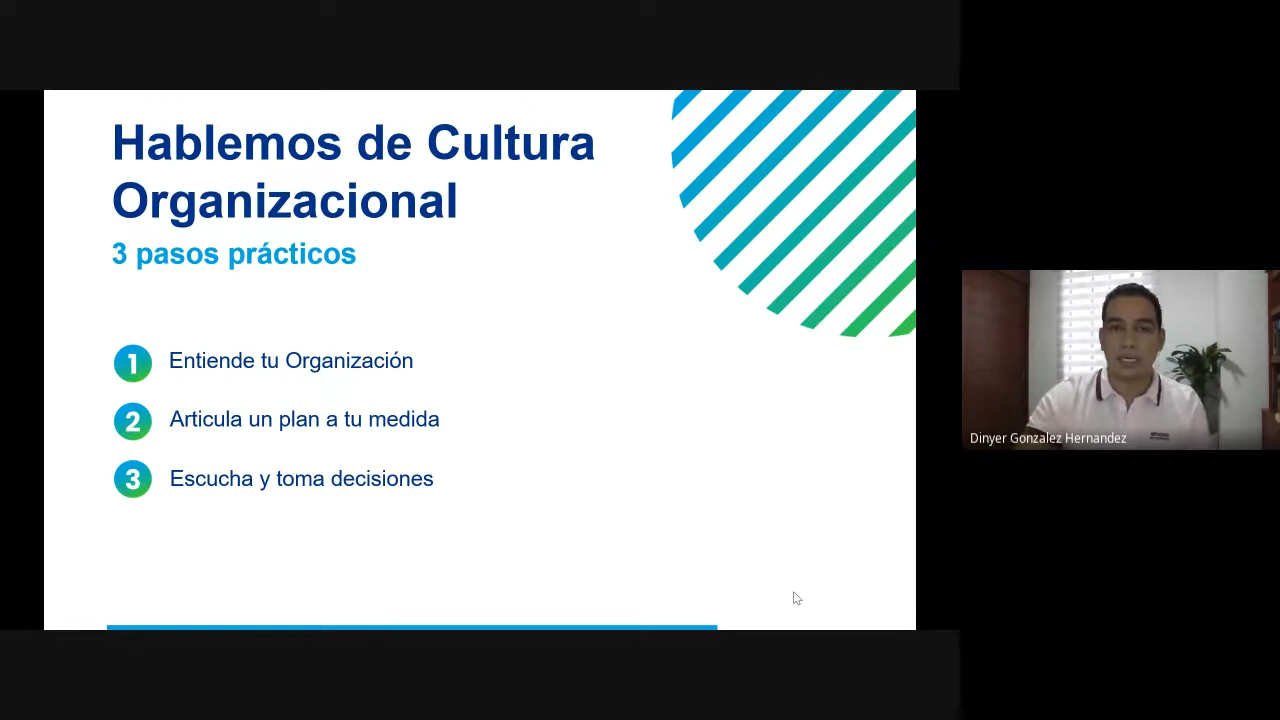 Hablemos de Cultura
Organizacional
3 pasos prácticos
1 Entiende tu Organización
2 Articula un plan a tu medida
3 Escucha y toma decisiones
Dinyer Gonzalez Hernandez